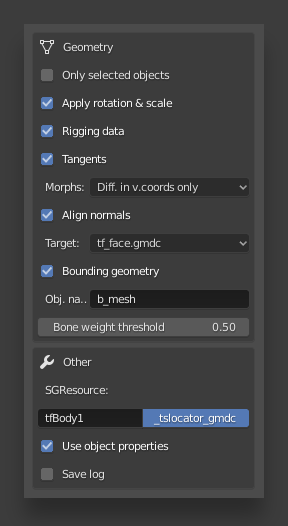 Geometry
Only selected objects
Apply rotation & scale
Rigging data
Tangents
Morphs: Diff. in v.coords only
Align normals
Target: tf_face.gmdc
Bounding geometry
Obj. na.. b_mesh
Bone weight threshold 0.50
Other
SGResource:
tfBody1 _tslocator_gmdc
Use object properties
Save log